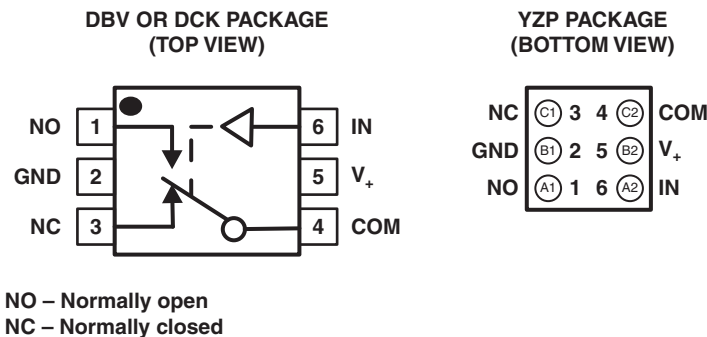 DBV OR DCK PACKAGE
(TOP VIEW)
NO 1 6 IN
GND 2 5 V+
NC 3 4 COM
YZP PACKAGE
(BOTTOM VIEW)
NC C1 3 4 C2 COM
GND B1 2 5 B2 V+
NO A1 1 6 A2 IN
NO – Normally open
NC – Normally closed